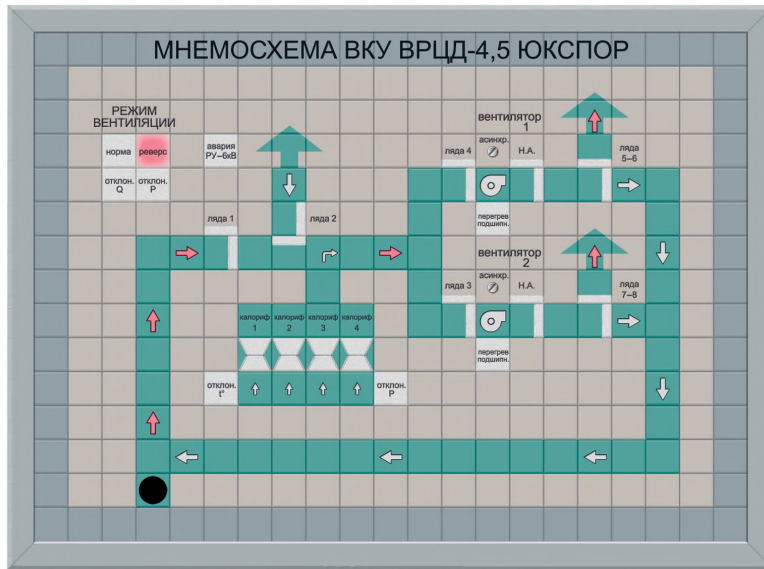 МНЕМОСХЕМА ВКУ ВРЦД-4,5 ЮКСПОР
РЕЖИМ
ВЕНТИЛЯЦИИ
норма
реверс
отклон.
Q
отклон.
Р
авария
РУ–6кВ
ляда 1
ляда 2
вентилятор
1
ляда 4
асинхр.
Н.А.
ляда
5–6
перегрев
подшипн.
вентилятор
2
ляда 3
асинхр.
Н.А.
ляда
7–8
перегрев
подшипн.
калориф
1
калориф
2
калориф
3
калориф
4
отклон.
t°
отклон.
Р